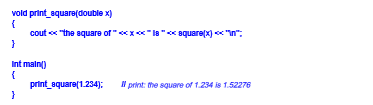 void print_square(double x)
{
cout << "the square of " << x << " is " << square(x) << "\n";
}
int main()
{
print_square(1.234); // print: the square of 1.234 is 1.52276
}